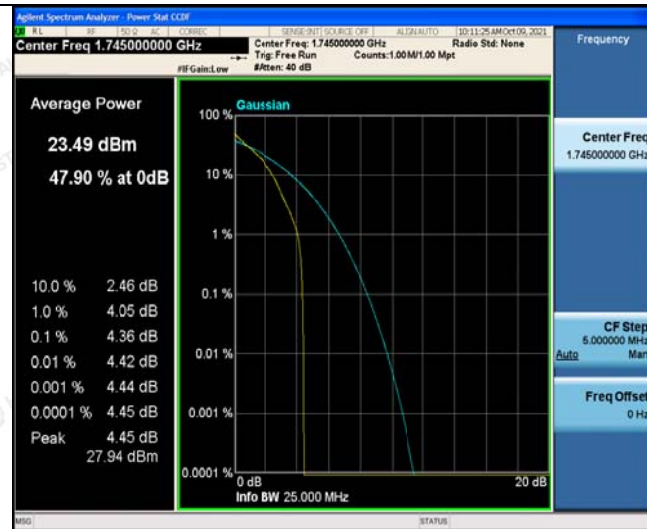 Agilent Spectrum Analyzer - Power Stat CCDF
RL RF 50 Ω AC CORREC SENSE:INT SOURCE OFF ALIGN AUTO 10:11:25 AM Oct 09, 2021
Center Freq 1.745000000 GHz
Center Freq: 1.745000000 GHz Radio Std: None
Trig: Free Run Counts:1.00 M/1.00 Mpt
#IFGain:Low #Atten: 40 dB
Frequency
Average Power
23.49 dBm
47.90 % at 0dB
10.0 % 2.46 dB
1.0 % 4.05 dB
0.1 % 4.36 dB
0.01 % 4.42 dB
0.001 % 4.44 dB
0.0001 % 4.45 dB
Peak 4.45 dB
27.94 dBm
Gaussian
100 %
10 %
1 %
0.1 %
0.01 %
0.001 %
0.0001 %
0 dB 20 dB
Info BW 25.000 MHz
Center Freq
1.745000000 GHz
CF Step
5.000000 MHz
Auto Man
Freq Offset
0 Hz
MSG STATUS